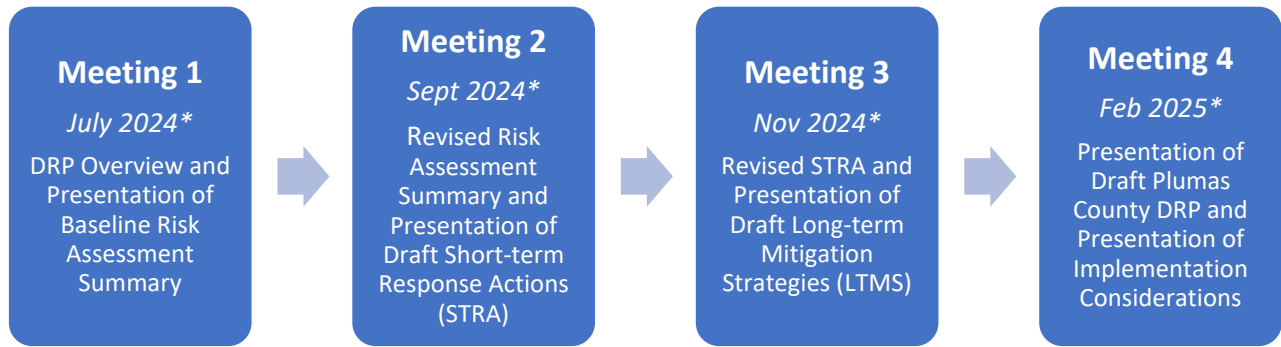 Meeting 1
July 2024*
DRP Overview and
Presentation of
Baseline Risk
Assessment
Summary
Meeting 2
Sept 2024*
Revised Risk
Assessment
Summary and
Presentation of
Draft Short-term
Response Actions
(STRA)
Meeting 3
Nov 2024*
Revised STRA and
Presentation of
Draft Long-term
Mitigation
Strategies (LTMS)
Meeting 4
Feb 2025*
Presentation of
Draft Plumas
County DRP and
Presentation of
Implementation
Considerations